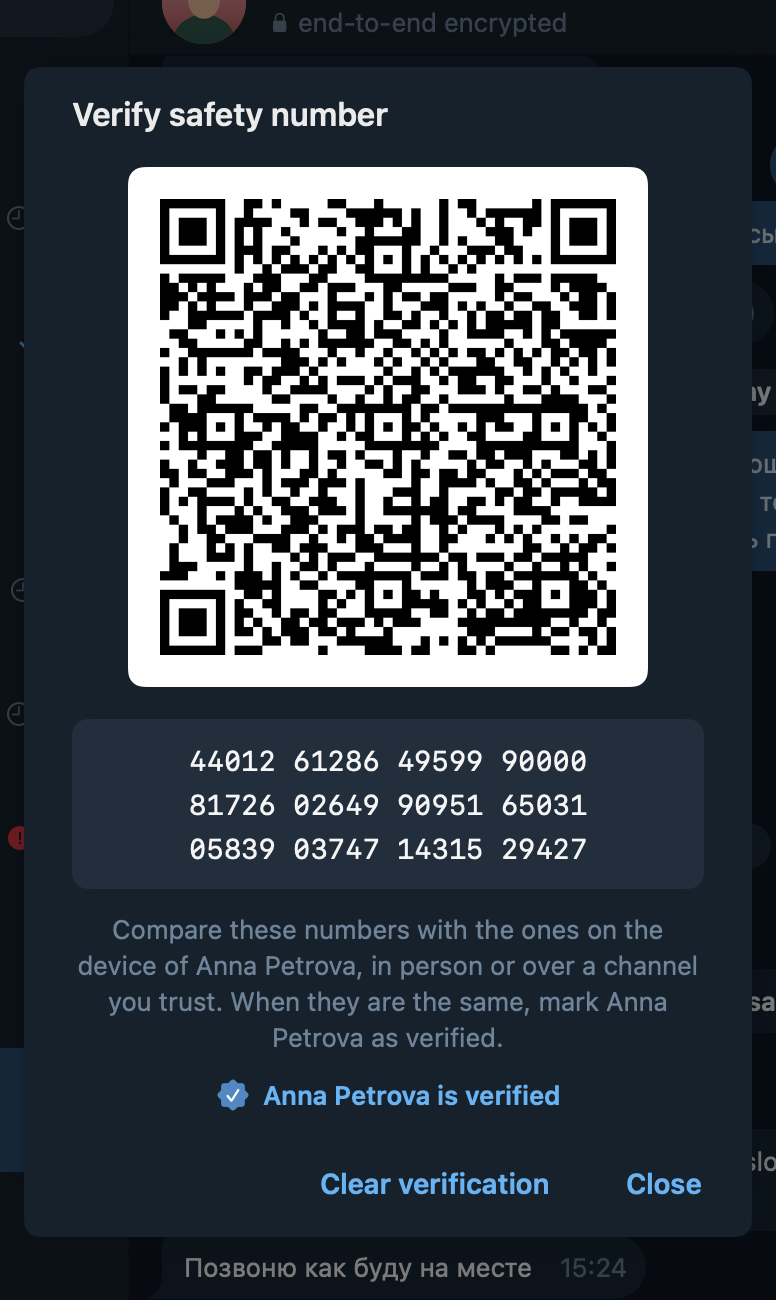 end-to-end encrypted
Verify safety number
44012 61286 49599 90000
81726 02649 90951 65031
05839 03747 14315 29427
Compare these numbers with the ones on the
device of Anna Petrova, in person or over a channel
you trust. When they are the same, mark Anna
Petrova as verified.
Anna Petrova is verified
Clear verification Close
Позвоню как буду на месте 15:24